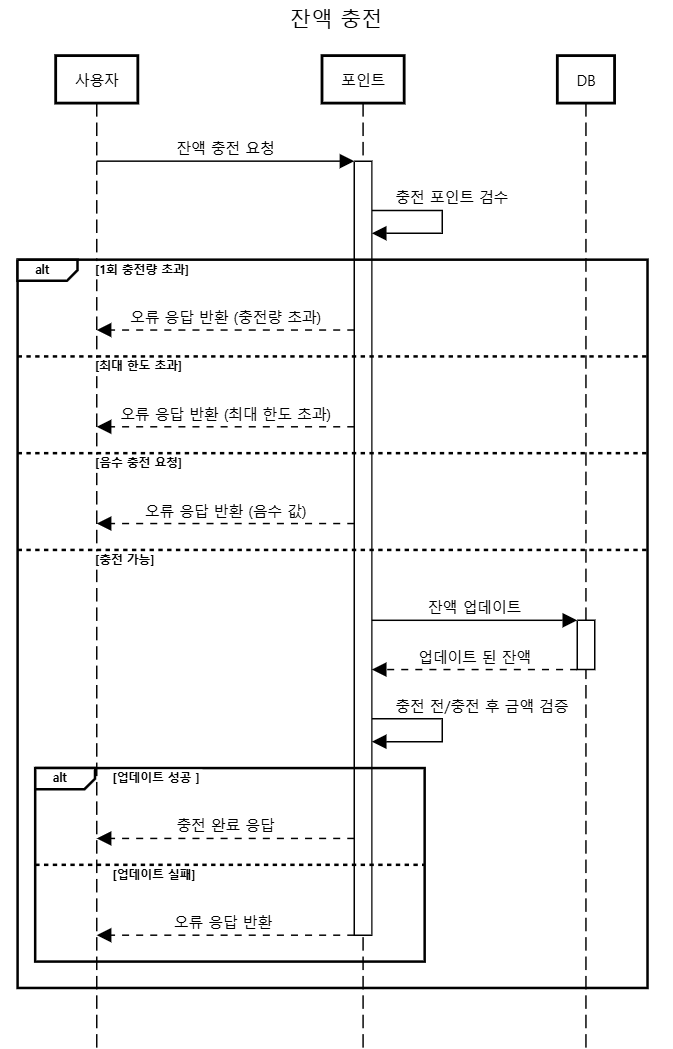 잔액 충전
사용자
포인트
DB
잔액 충전 요청
충전 포인트 검수
alt
[1회 충전량 초과]
오류 응답 반환 (충전량 초과)
[최대 한도 초과]
오류 응답 반환 (최대 한도 초과)
[음수 충전 요청]
오류 응답 반환 (음수 값)
[충전 가능]
잔액 업데이트
업데이트 된 잔액
충전 전/충전 후 금액 검증
alt
[업데이트 성공 ]
충전 완료 응답
[업데이트 실패]
오류 응답 반환